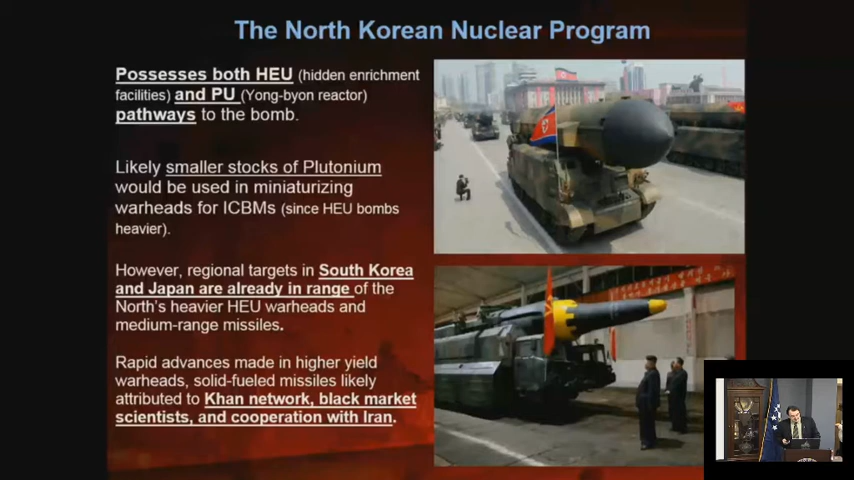 The North Korean Nuclear Program
Possesses both HEU (hidden enrichment
facilities) and PU (Yong-byon reactor)
pathways to the bomb.
Likely smaller stocks of Plutonium
would be used in miniaturizing
warheads for ICBMs (since HEU bombs
heavier).
However, regional targets in South Korea
and Japan are already in range of the
North's heavier HEU warheads and
medium-range missiles.
Rapid advances made in higher yield
warheads, solid-fueled missiles likely
attributed to Khan network, black market
scientists, and cooperation with Iran.